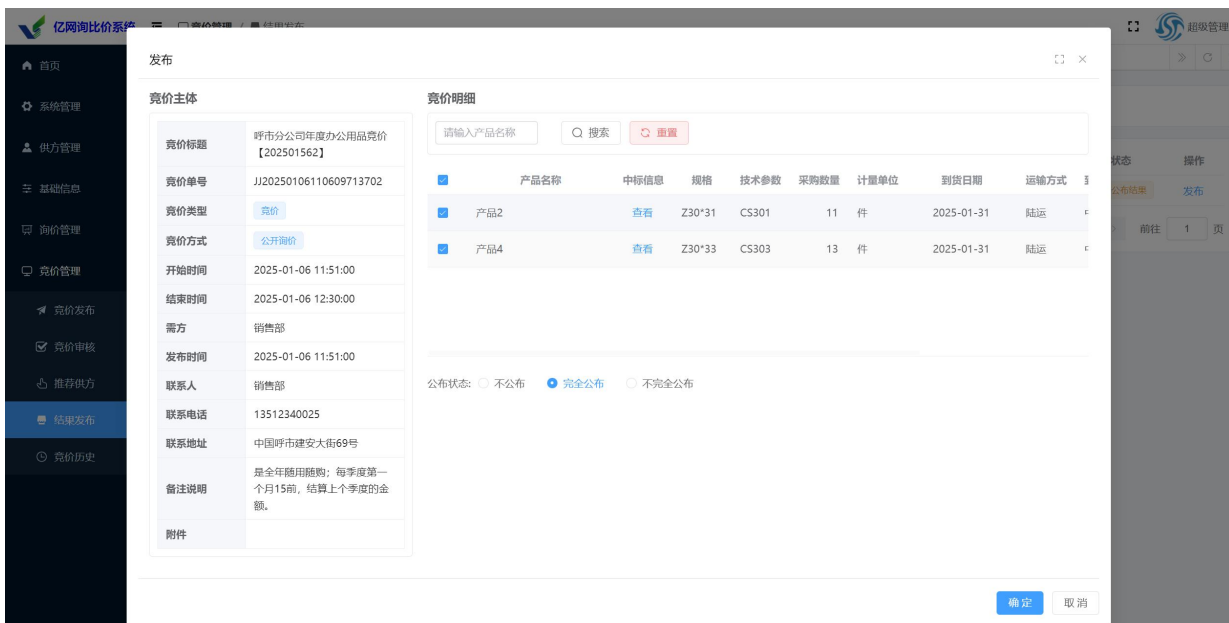 亿网询比价系统
竞价管理 / 结果发布
超级管理
首页
系统管理
供方管理
基础信息
询价管理
竞价管理
竞价发布
竞价审核
推荐供方
结果发布
竞价历史
发布
竞价主体
竞价标题 呼市分公司年度办公用品竞价
【202501562】
竞价单号 JJ20250106110609713702
竞价类型 竞价
竞价方式 公开询价
开始时间 2025-01-06 11:51:00
结束时间 2025-01-06 12:30:00
需方 销售部
发布时间 2025-01-06 11:51:00
联系人 销售部
联系电话 13512340025
联系地址 中国呼市建安大街69号
备注说明 是全年随用随购；每季度第一
个月15前，结算上个季度的金
额。
附件
竞价明细
请输入产品名称 搜索 重置
产品名称 中标信息 规格 技术参数 采购数量 计量单位 到货日期 运输方式
产品2 查看 Z30*31 CS301 11 件 2025-01-31 陆运
产品4 查看 Z30*33 CS303 13 件 2025-01-31 陆运
公布状态: 不公布 完全公布 不完全公布
确定 取消
状态 操作
公布结果 发布
前往 1 页